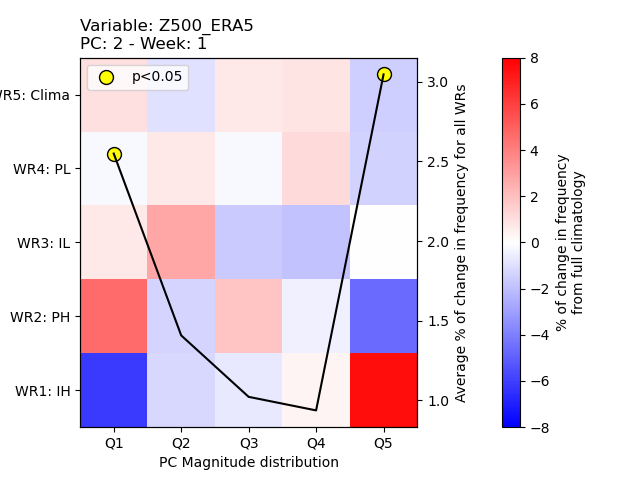 Variable: Z500_ERA5
PC: 2 - Week: 1
p<0.05
WR5: Clima
WR4: PL
WR3: IL
WR2: PH
WR1: IH
Q1 Q2 Q3 Q4 Q5
PC Magnitude distribution
3.0
2.5
2.0
1.5
1.0
Average % of change in frequency for all WRs
8
6
4
2
0
−2
−4
−6
−8
% of change in frequency
from full climatology